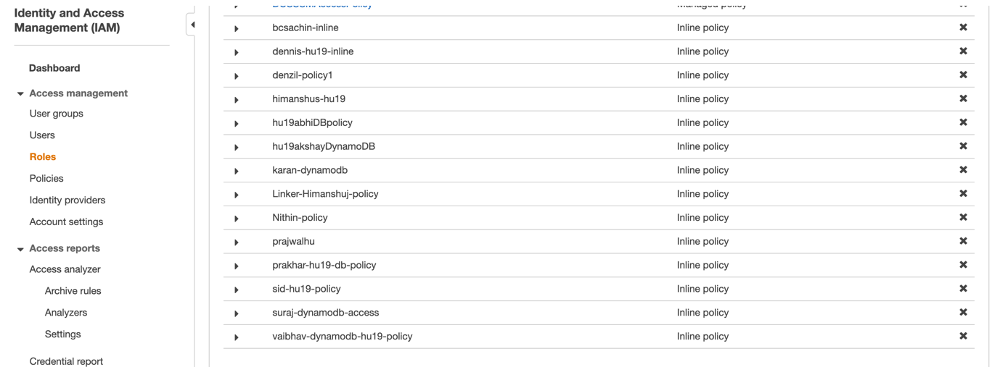 Identity and Access
Management (IAM)
Dashboard
Access management
User groups
Users
Roles
Policies
Identity providers
Account settings
Access reports
Access analyzer
Archive rules
Analyzers
Settings
Credential report
Managed policy
bcsachin-inline Inline policy
dennis-hu19-inline Inline policy
denzil-policy1 Inline policy
himanshus-hu19 Inline policy
hu19abhiDBpolicy Inline policy
hu19akshayDynamoDB Inline policy
karan-dynamodb Inline policy
Linker-Himanshuj-policy Inline policy
Nithin-policy Inline policy
prajwalhu Inline policy
prakhar-hu19-db-policy Inline policy
sid-hu19-policy Inline policy
suraj-dynamodb-access Inline policy
vaibhav-dynamodb-hu19-policy Inline policy